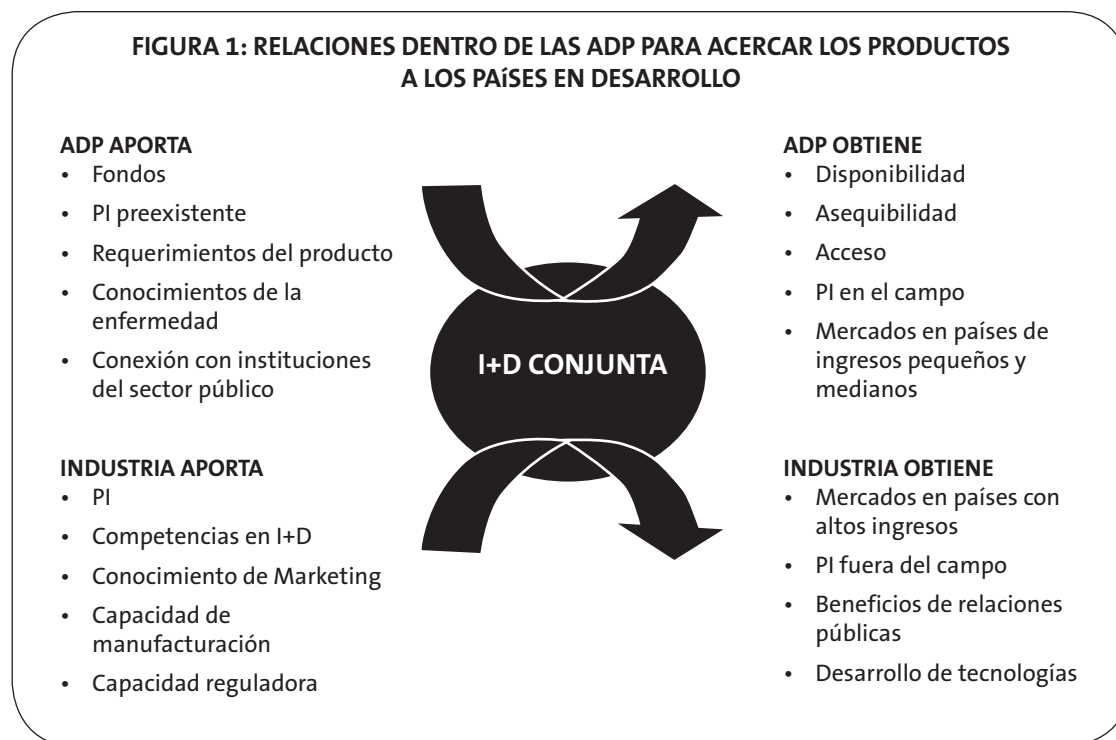 FIGURA 1: RELACIONES DENTRO DE LAS ADP PARA ACERCAR LOS PRODUCTOS
A LOS PAíSES EN DESARROLLO
ADP APORTA
• Fondos
• PI preexistente
• Requerimientos del producto
• Conocimientos de la
enfermedad
• Conexión con instituciones
del sector público
INDUSTRIA APORTA
• PI
• Competencias en I+D
• Conocimiento de Marketing
• Capacidad de
manufacturación
• Capacidad reguladora
I+D CONJUNTA
ADP OBTIENE
• Disponibilidad
• Asequibilidad
• Acceso
• PI en el campo
• Mercados en países de
ingresos pequeños y
medianos
INDUSTRIA OBTIENE
• Mercados en países con
altos ingresos
• PI fuera del campo
• Beneficios de relaciones
públicas
• Desarrollo de tecnologías